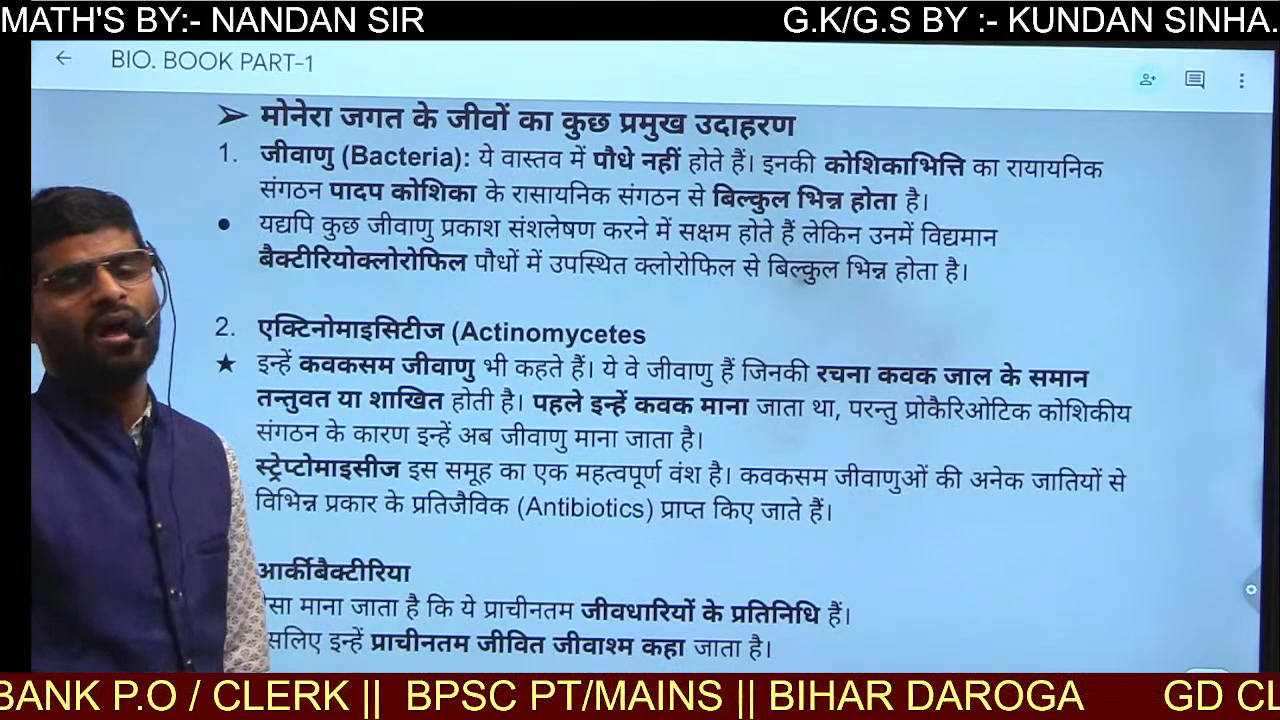 MATH'S BY:- NANDAN SIR
G.K/G.S BY :- KUNDAN SINHA.
BIO. BOOK PART-1
➢ मोनेरा जगत के जीवों का कुछ प्रमुख उदाहरण
1. जीवाणु (Bacteria): ये वास्तव में पौधे नहीं होते हैं। इनकी कोशिकाभित्ति का रायायनिक
संगठन पादप कोशिका के रासायनिक संगठन से बिल्कुल भिन्न होता है।
● यद्यपि कुछ जीवाणु प्रकाश संशलेषण करने में सक्षम होते हैं लेकिन उनमें विद्यमान
बैक्टीरियोक्लोरोफिल पौधों में उपस्थित क्लोरोफिल से बिल्कुल भिन्न होता है।
2. एक्टिनोमाइसिटीज (Actinomycetes
★ इन्हें कवकसम जीवाणु भी कहते हैं। ये वे जीवाणु हैं जिनकी रचना कवक जाल के समान
तन्तुवत या शाखित होती है। पहले इन्हें कवक माना जाता था, परन्तु प्रोकैरिओटिक कोशिकीय
संगठन के कारण इन्हें अब जीवाणु माना जाता है।
स्ट्रेप्टोमाइसीज इस समूह का एक महत्वपूर्ण वंश है। कवकसम जीवाणुओं की अनेक जातियों से
विभिन्न प्रकार के प्रतिजैविक (Antibiotics) प्राप्त किए जाते हैं।
आर्कीबैक्टीरिया
सा माना जाता है कि ये प्राचीनतम जीवधारियों के प्रतिनिधि हैं।
सलिए इन्हें प्राचीनतम जीवित जीवाश्म कहा जाता है।
BANK P.O / CLERK || BPSC PT/MAINS || BIHAR DAROGA GD CL